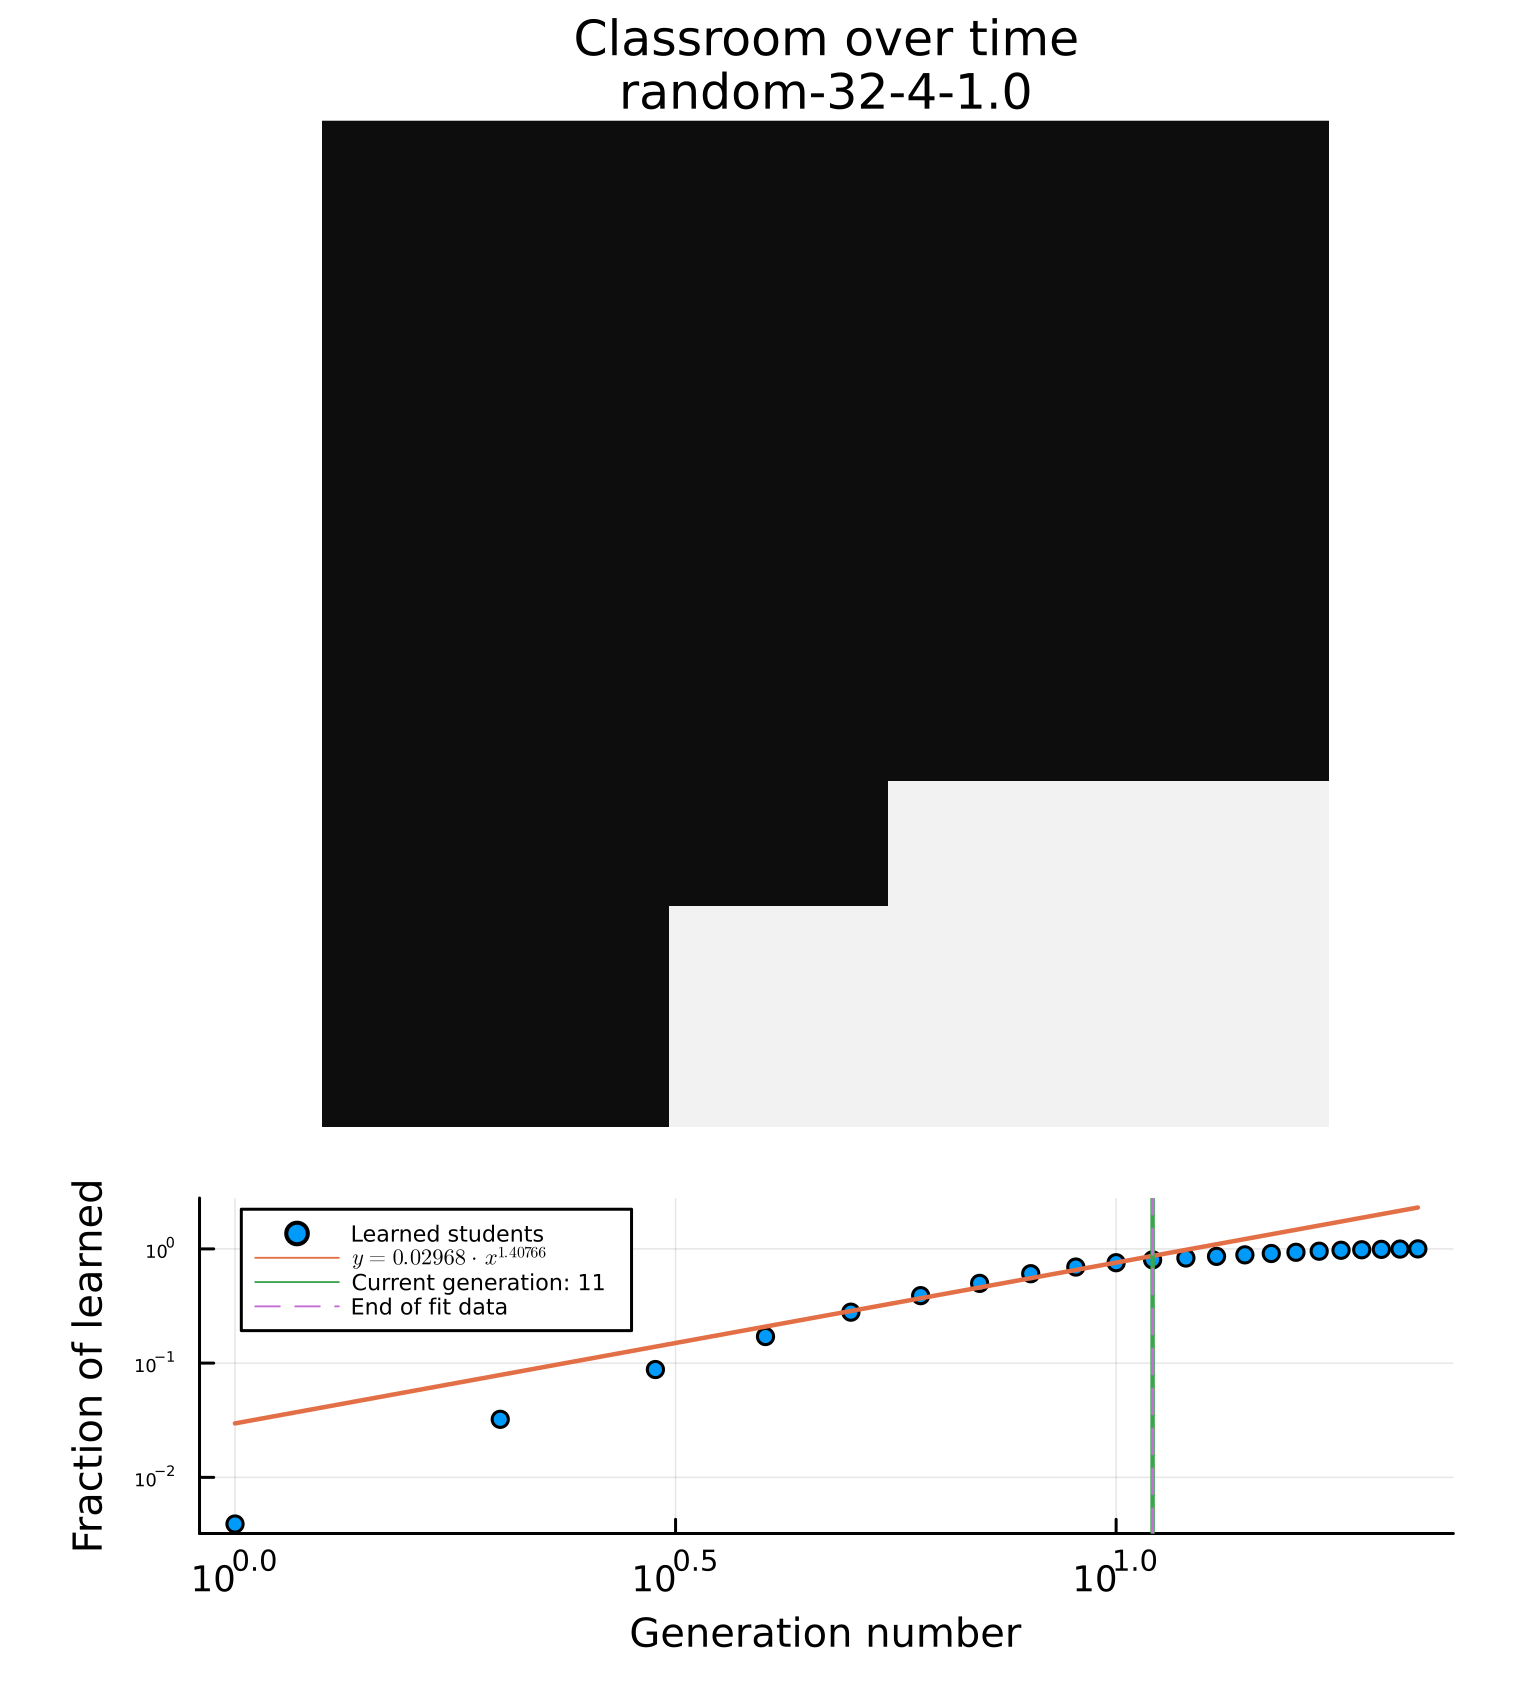 Classroom over time
random-32-4-1.0
Fraction of learned
10^0
10^-1
10^-2
Learned students
y = 0.02968 · x^1.40766
Current generation: 11
End of fit data
10^0.0
10^0.5
10^1.0
Generation number